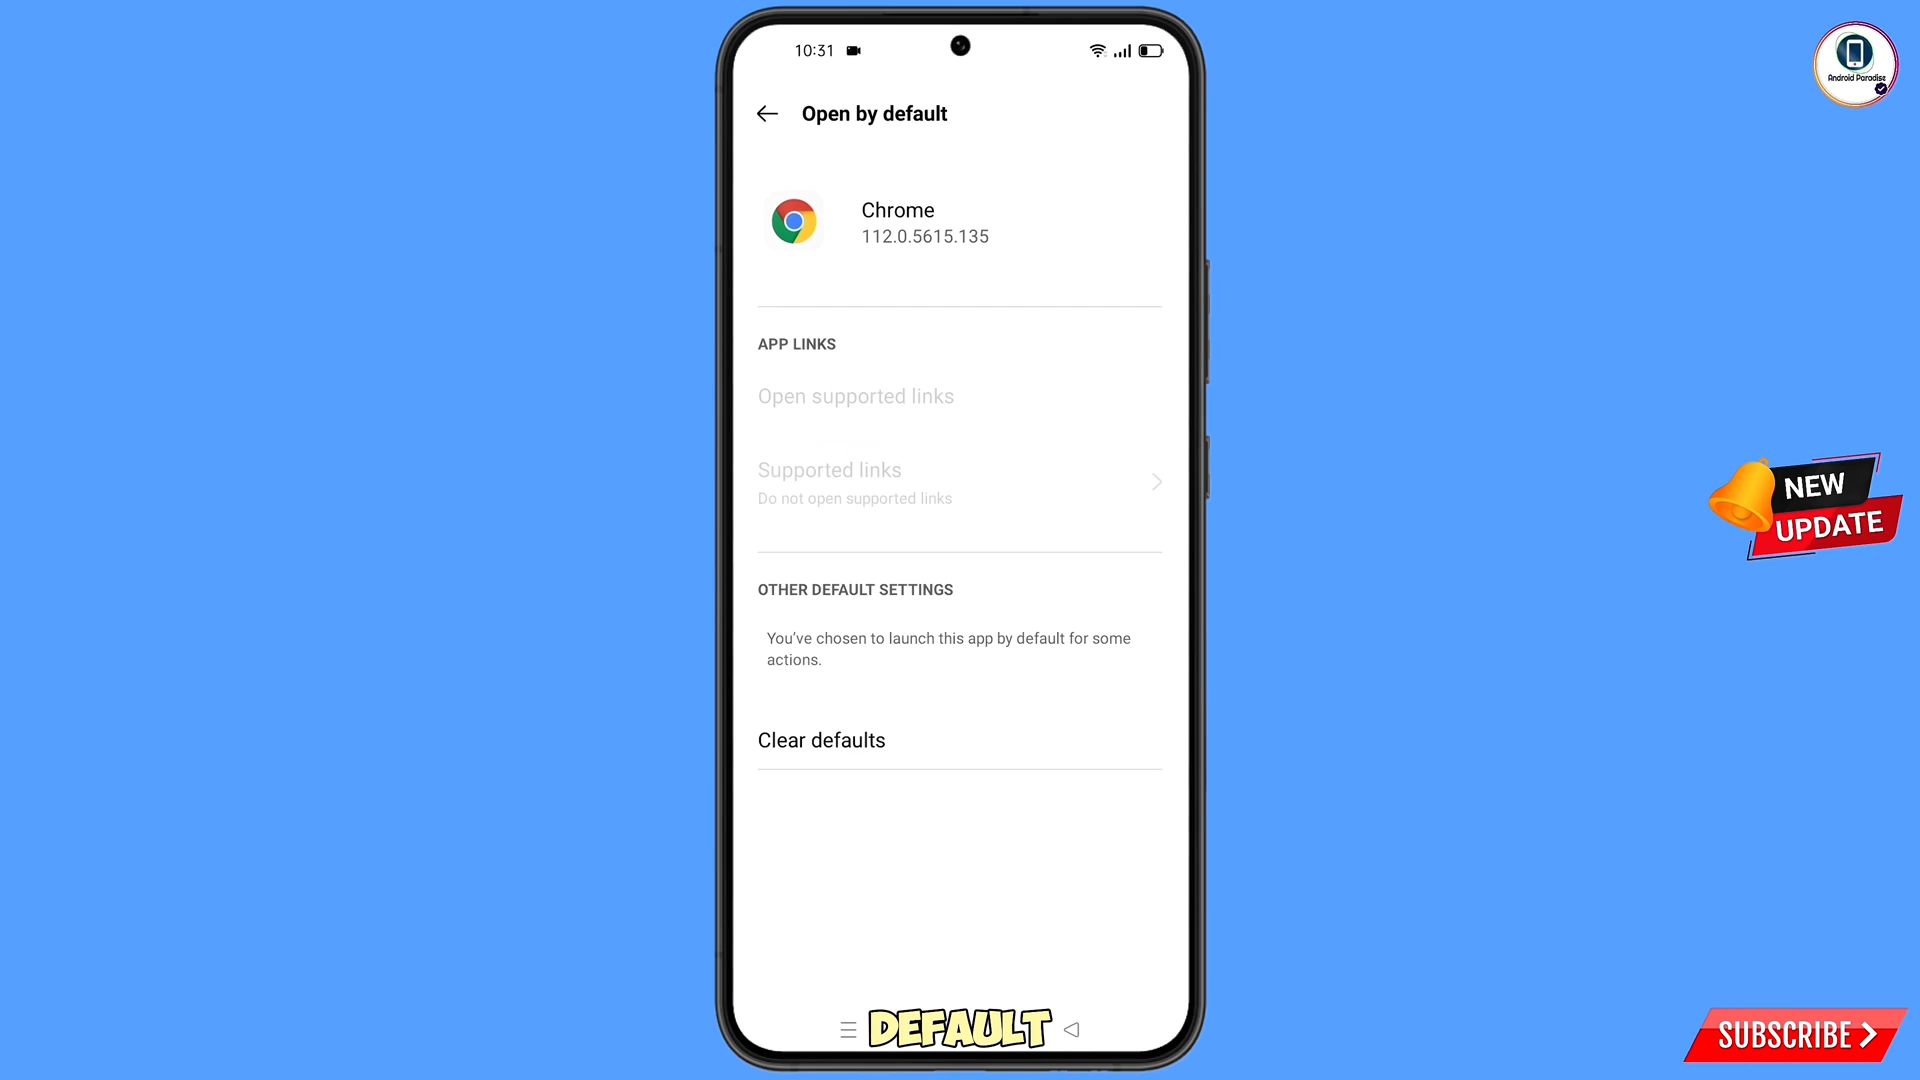 10:31
Open by default
Chrome
112.0.5615.135
APP LINKS
Open supported links
Supported links
Do not open supported links
OTHER DEFAULT SETTINGS
You've chosen to launch this app by default for some
actions.
Clear defaults
DEFAULT
Android Paradise
NEW
UPDATE
SUBSCRIBE